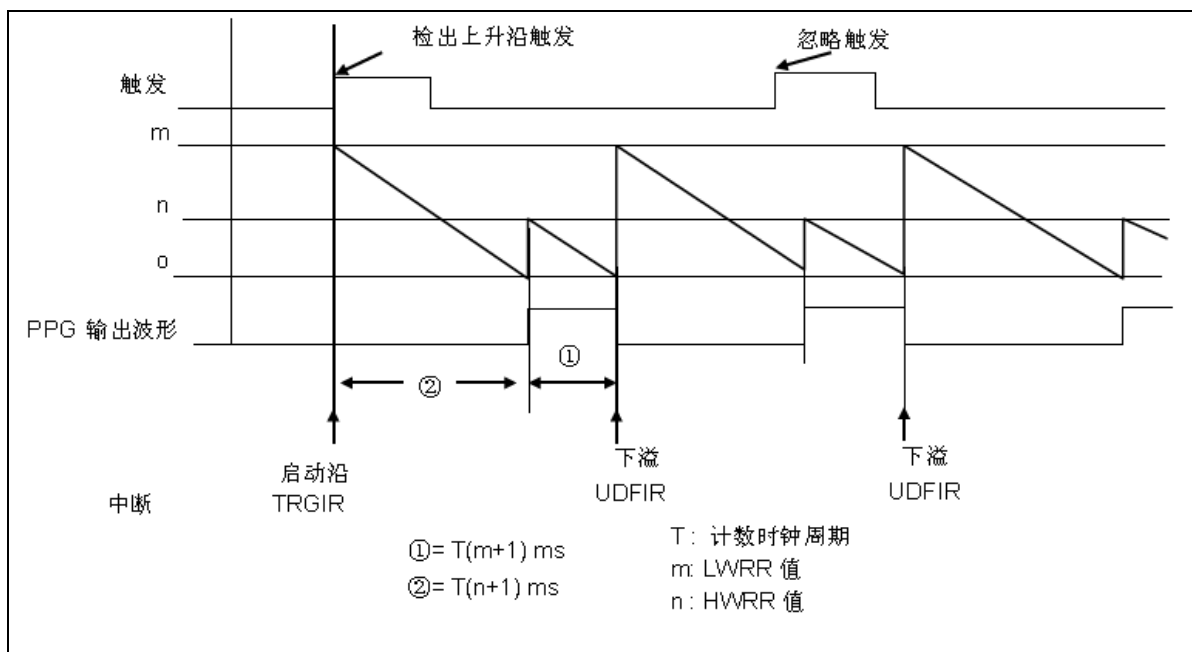 检出上升沿触发
忽略触发
触发
m
n
o
PPG 输出波形
①
②
启动沿
TRGIR
下溢
UDFIR
下溢
UDFIR
中断
①= T(m+1) ms
②= T(n+1) ms
T: 计数时钟周期
m: LWRR 值
n: HWRR 值